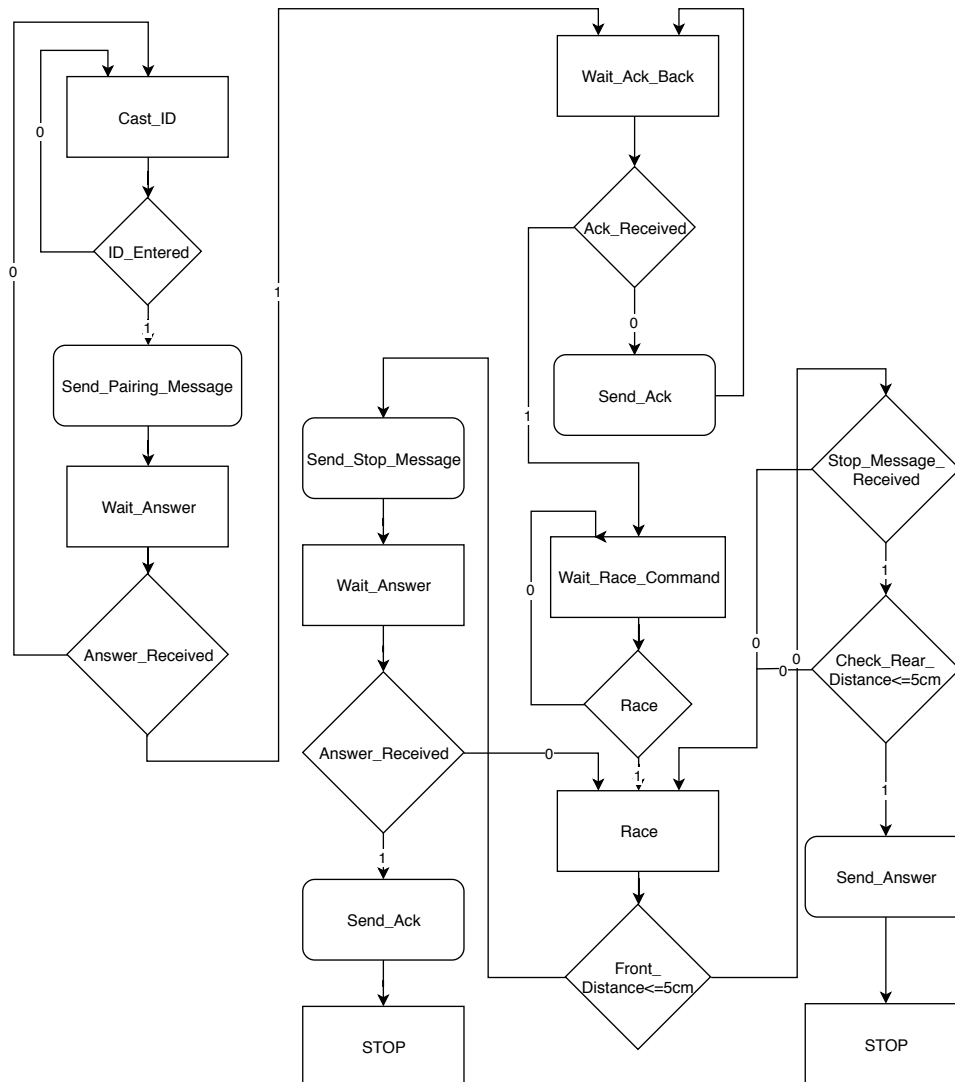 Cast_ID
0
ID_Entered
0
1
Send_Pairing_Message
Wait_Answer
Answer_Received
1
Wait_Ack_Back
Ack_Received
0
Send_Ack
1
Send_Stop_Message
Wait_Answer
Answer_Received
0
1
Send_Ack
STOP
Wait_Race_Command
0
Race
1
Race
Front_
Distance<=5cm
0
Stop_Message_
Received
0
1
Check_Rear_
Distance<=5cm
0
1
Send_Answer
STOP